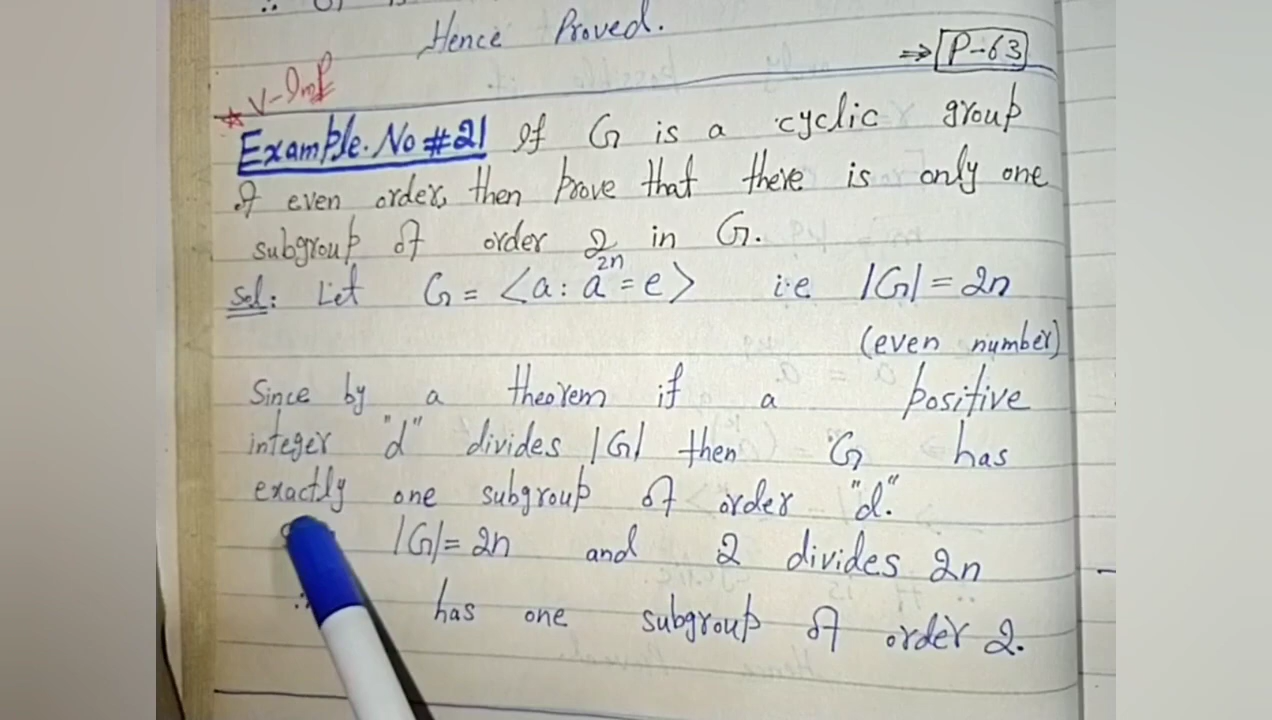 Hence Proved.
⇒ P-63
* V-Imp
Example. No #21 If G is a cyclic group
of even order, then prove that there is only one
subgroup of order 2 in G.
Sol: Let G = <a : a²ⁿ = e> i.e |G| = 2n
(even number)
Since by a theorem if a positive
integer "d" divides |G| then G has
exactly one subgroup of order "d".
|G| = 2n and 2 divides 2n
has one subgroup of order 2.